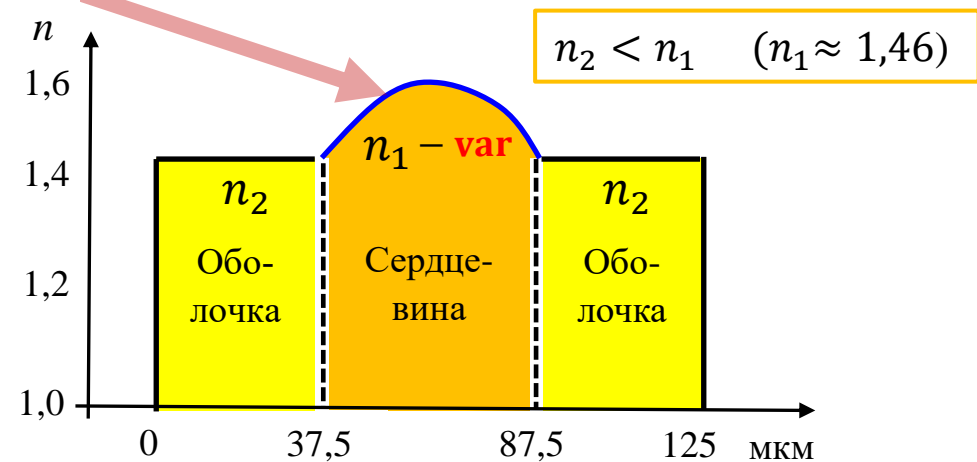 n
n₂ < n₁ (n₁ ≈ 1,46)
1,6
1,4
1,2
1,0
n₁ – var
n₂
n₂
Обо-
лочка
Сердце-
вина
Обо-
лочка
0 37,5 87,5 125 мкм